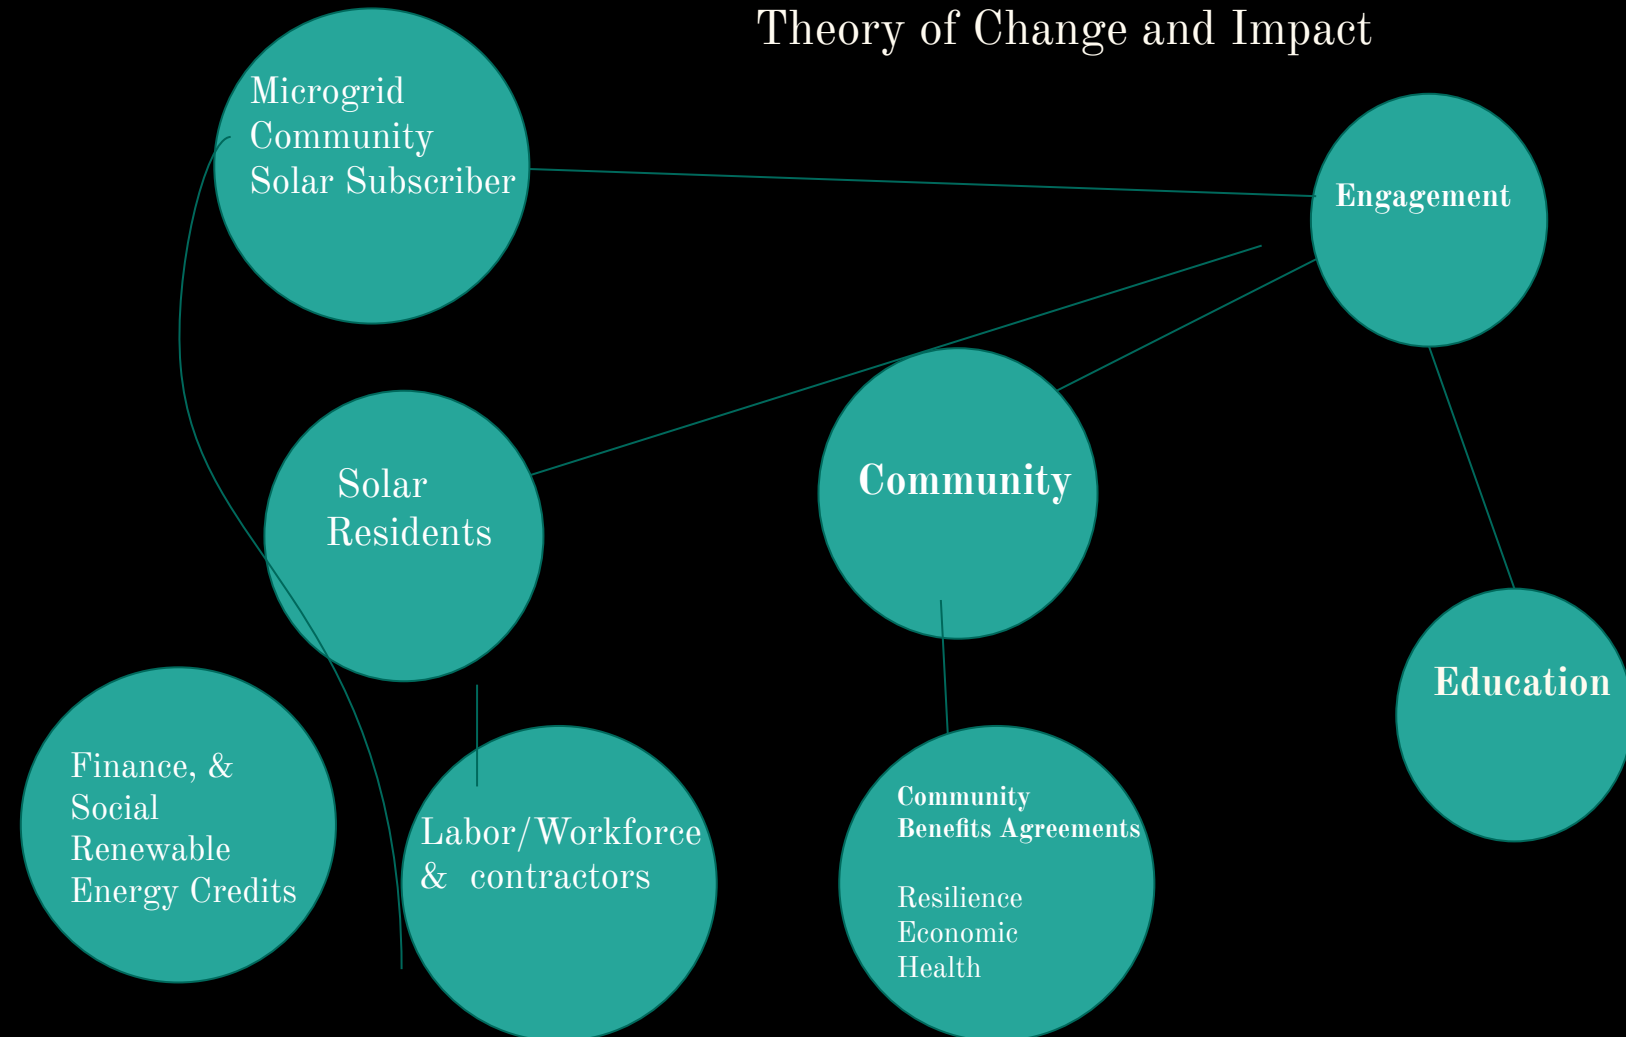 Theory of Change and Impact
Microgrid
Community
Solar Subscriber
Engagement
Solar
Residents
Community
Education
Finance, &
Social
Renewable
Energy Credits
Labor/Workforce
& contractors
Community
Benefits Agreements
Resilience
Economic
Health